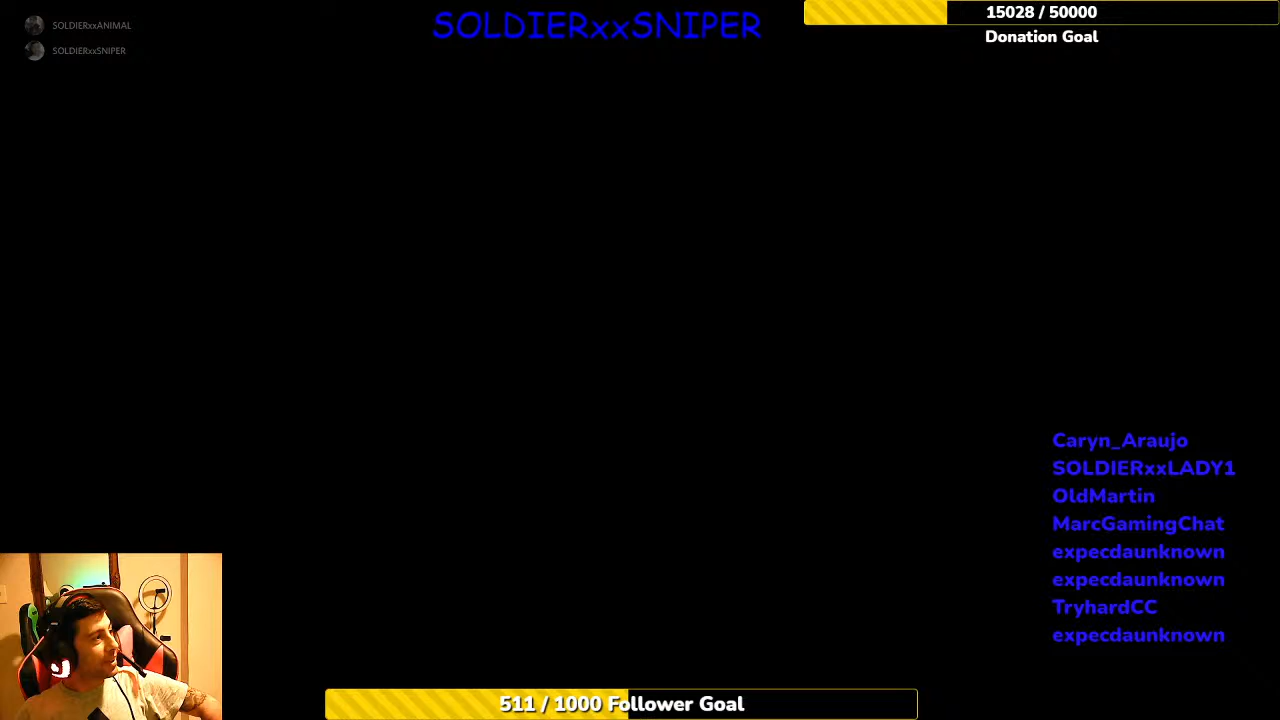 SOLDIERxxANIMAL
SOLDIERxxSNIPER
SOLDIERxxSNIPER
15028 / 50000
Donation Goal
Caryn_Araujo
SOLDIERxxLADY1
OldMartin
MarcGamingChat
expecdaunknown
expecdaunknown
TryhardCC
expecdaunknown
511 / 1000 Follower Goal